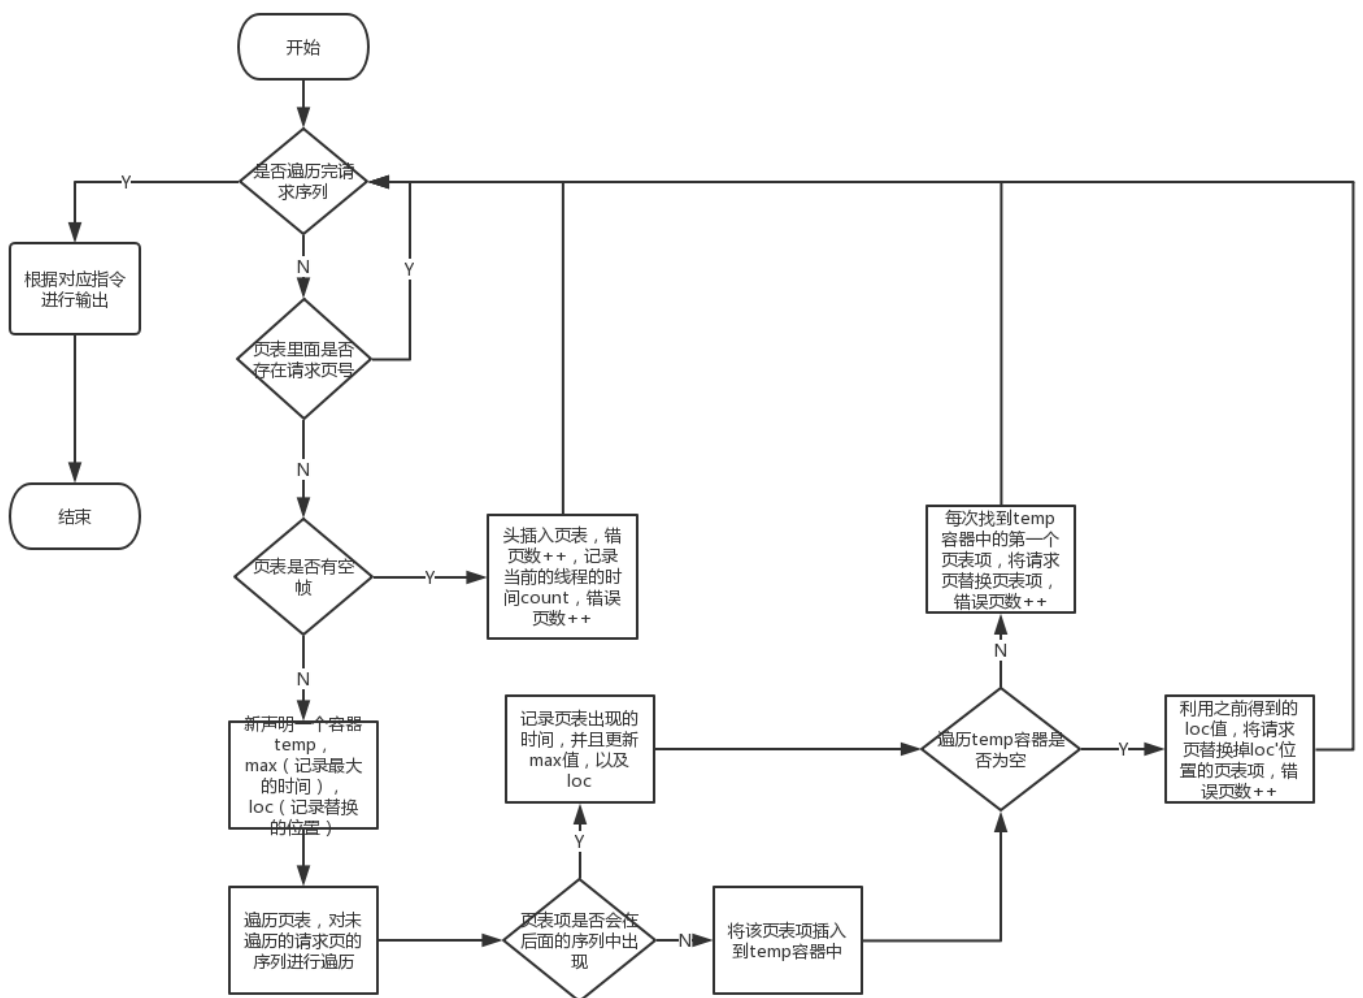 开始
是否遍历完请
求序列
Y
N
Y
根据对应指令
进行输出
页表里面是否
存在请求页号
N
结束
页表是否有空
帧
Y
头插入页表，错
页数++，记录
当前的线程的时
间count，错误
页数++
每次找到temp
容器中的第一个
页表项，将请求
页替换页表项，
错误页数++
N
N
新声明一个容器
temp，
max（记录最大
的时间），
loc（记录替换
的位置）
记录页表出现的
时间，并且更新
max值，以及
loc
遍历temp容器是
否为空
Y
利用之前得到的
loc值，将请求
页替换掉loc'位
置的页表项，错
误页数++
Y
遍历页表，对未
遍历的请求页的
序列进行遍历
页表项是否会在
后面的序列中出
现
N
将该页表项插入
到temp容器中